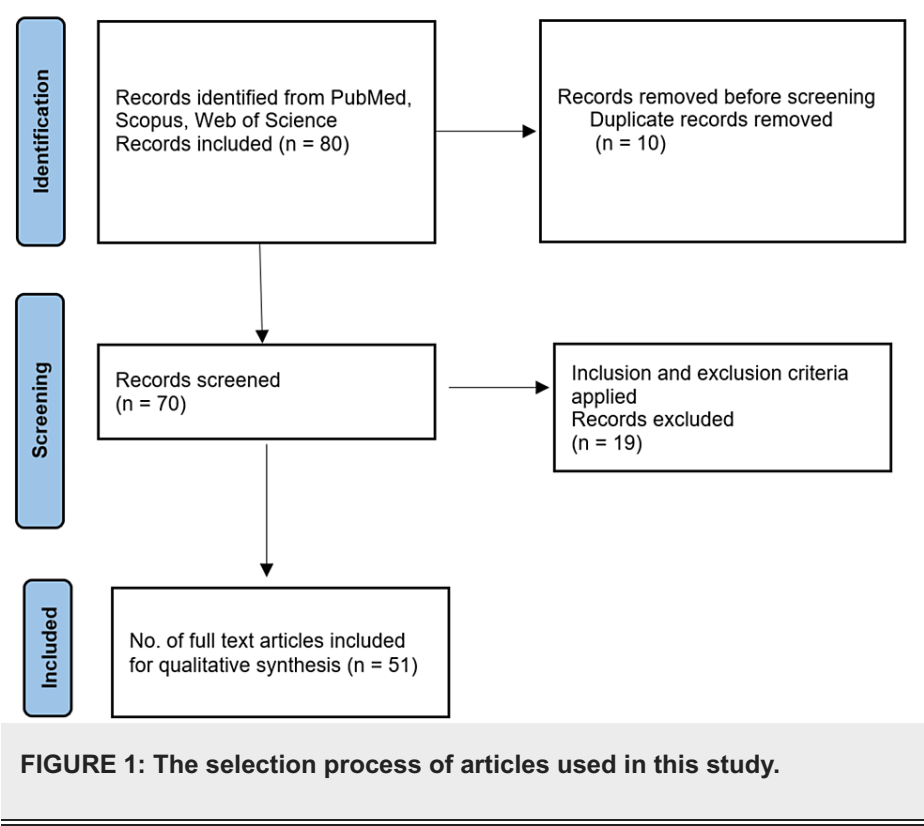 Identification
Records identified from PubMed,
Scopus, Web of Science
Records included (n = 80)
Records removed before screening
Duplicate records removed
(n = 10)
Screening
Records screened
(n = 70)
Inclusion and exclusion criteria
applied
Records excluded
(n = 19)
Included
No. of full text articles included
for qualitative synthesis (n = 51)
FIGURE 1: The selection process of articles used in this study.